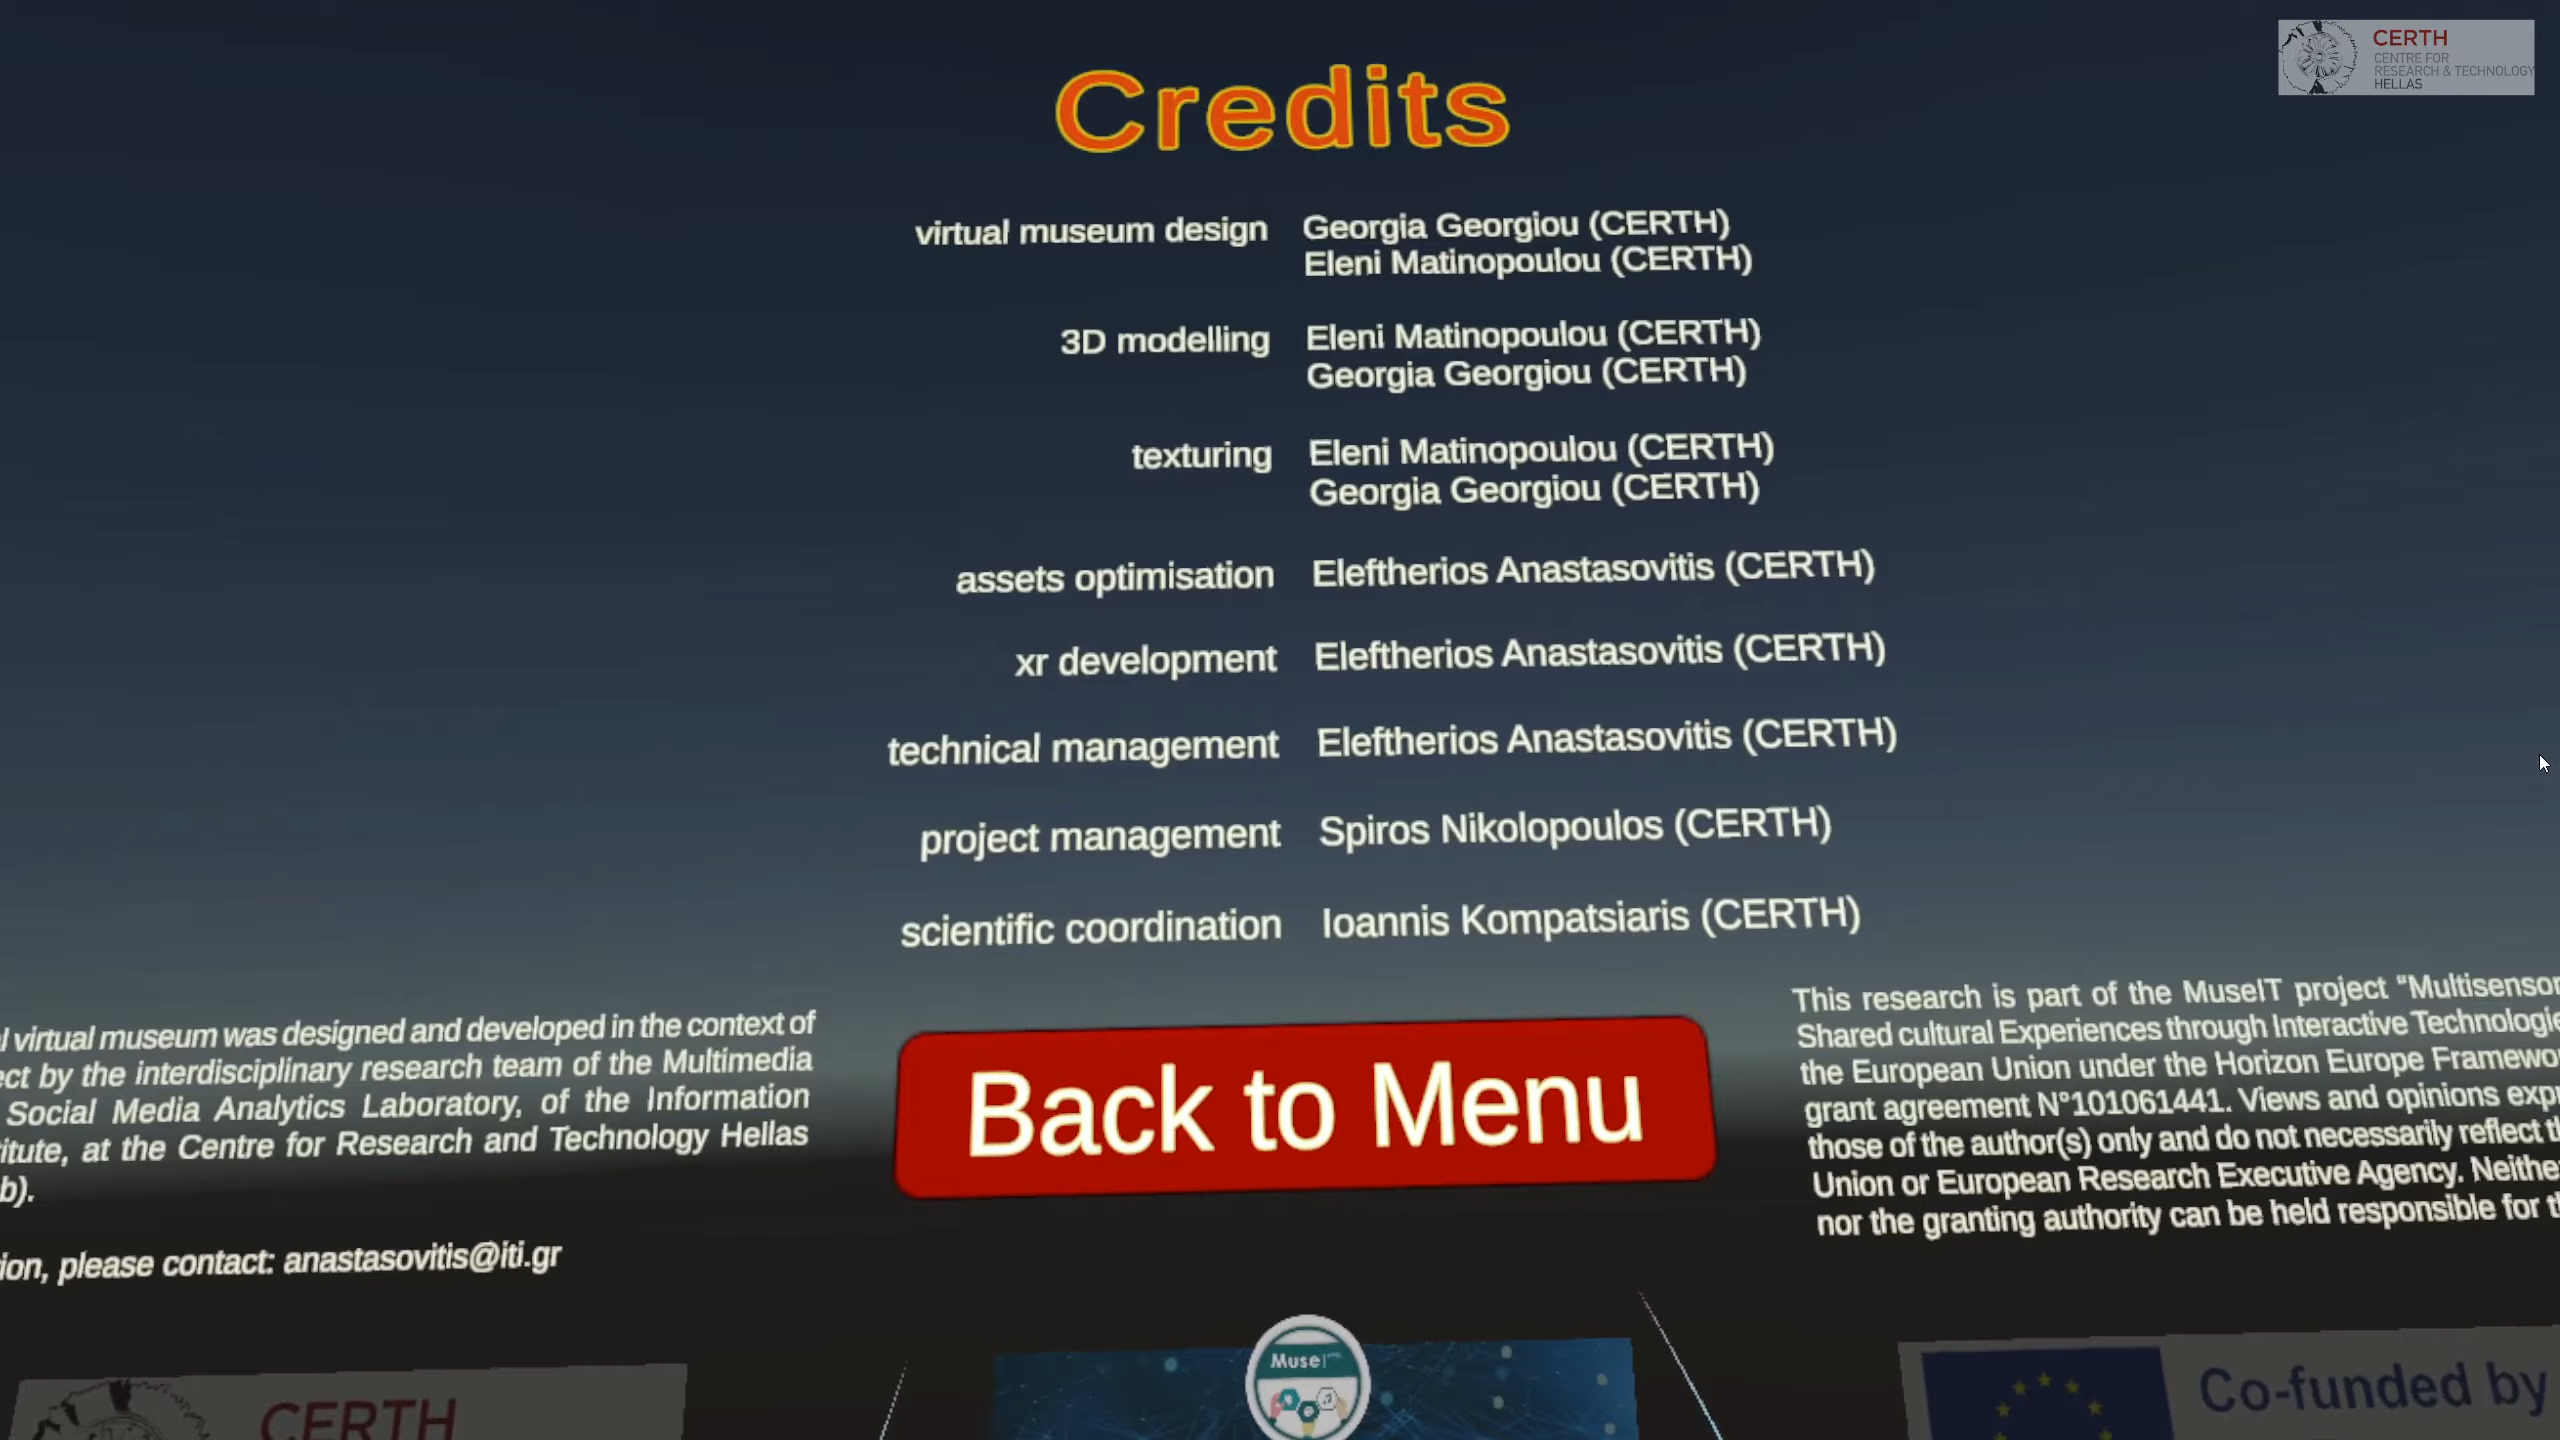 CERTH
CENTRE FOR
RESEARCH & TECHNOLOGY
HELLAS
Credits
virtual museum design Georgia Georgiou (CERTH)
Eleni Matinopoulou (CERTH)
3D modelling Eleni Matinopoulou (CERTH)
Georgia Georgiou (CERTH)
texturing Eleni Matinopoulou (CERTH)
Georgia Georgiou (CERTH)
assets optimisation Eleftherios Anastasovitis (CERTH)
xr development Eleftherios Anastasovitis (CERTH)
technical management Eleftherios Anastasovitis (CERTH)
project management Spiros Nikolopoulos (CERTH)
scientific coordination Ioannis Kompatsiaris (CERTH)
virtual museum was designed and developed in the context of
by the interdisciplinary research team of the Multimedia
Social Media Analytics Laboratory, of the Information
at the Centre for Research and Technology Hellas
b).
please contact: anastasovitis@iti.gr
Back to Menu
This research is part of the MuseIT project "Multisensor
Shared cultural Experiences through Interactive Technologie
the European Union under the Horizon Europe Framewo
grant agreement N°101061441. Views and opinions exp
those of the author(s) only and do not necessarily reflect
Union or European Research Executive Agency. Neithe
nor the granting authority can be held responsible for
CERTH
Muse
Co-funded by